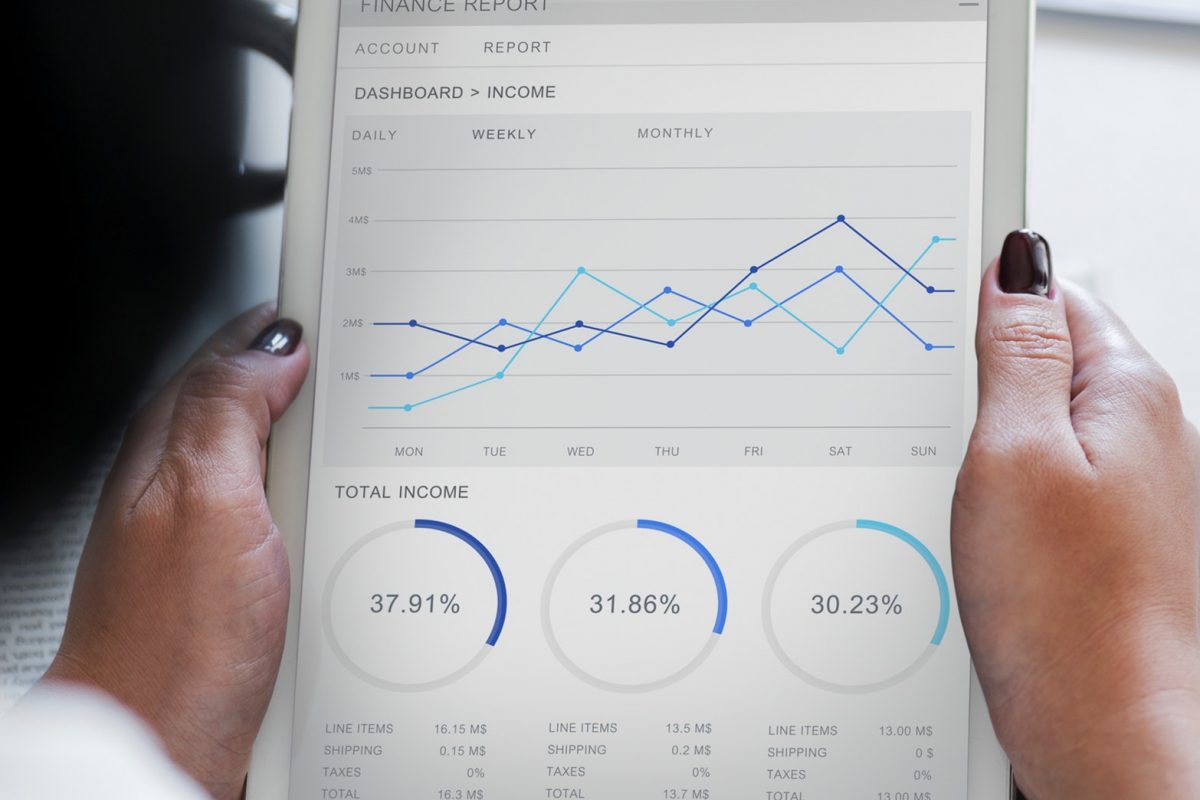 FINANCE REPORT
ACCOUNT REPORT
DASHBOARD > INCOME
DAILY WEEKLY MONTHLY
5M$
4M$
3M$
2M$
1M$
MON TUE WED THU FRI SAT SUN
TOTAL INCOME
37.91% 31.86% 30.23%
LINE ITEMS 16.15 M$ LINE ITEMS 13.5 M$ LINE ITEMS 13.00 M$
SHIPPING 0.15 M$ SHIPPING 0.2 M$ SHIPPING 0 $
TAXES 0% TAXES 0% TAXES 0%
TOTAL 16.3 M$ TOTAL 13.7 M$ TOTAL 13.00 M$